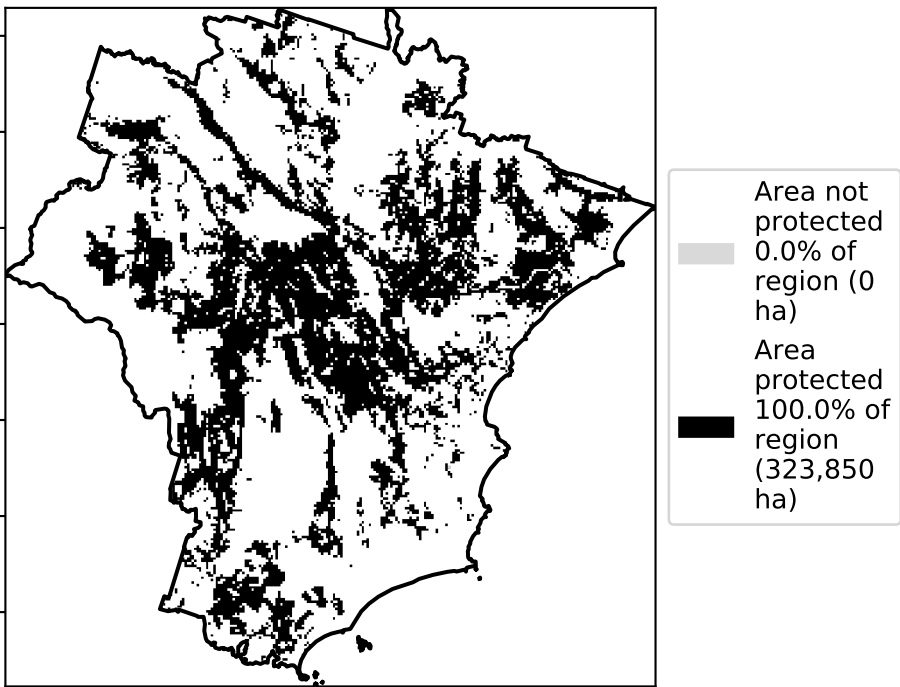 Area not
protected
0.0% of
region (0
ha)
Area
protected
100.0% of
region
(323,850
ha)